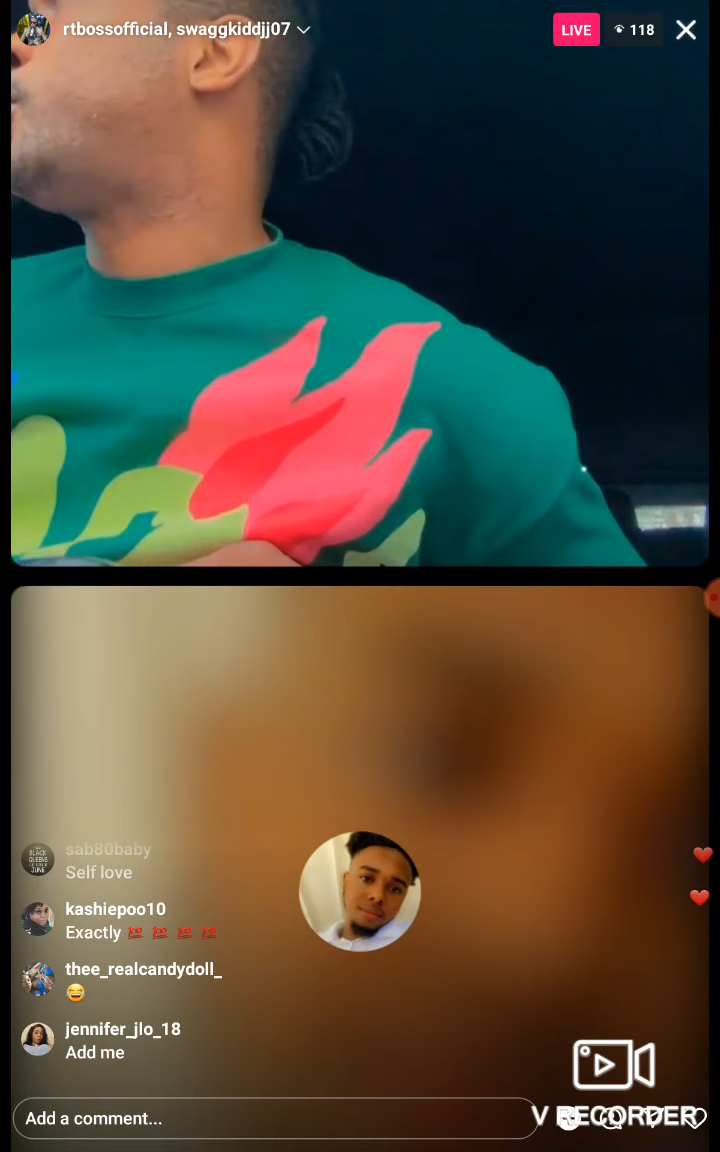 rtbossofficial, swaggkiddjj07
LIVE
118
sab80baby
Self love
kashiepoo10
Exactly 💯 💯 💯 💯
thee_realcandydoll_
😂
jennifer_jlo_18
Add me
Add a comment...
V RECORDER